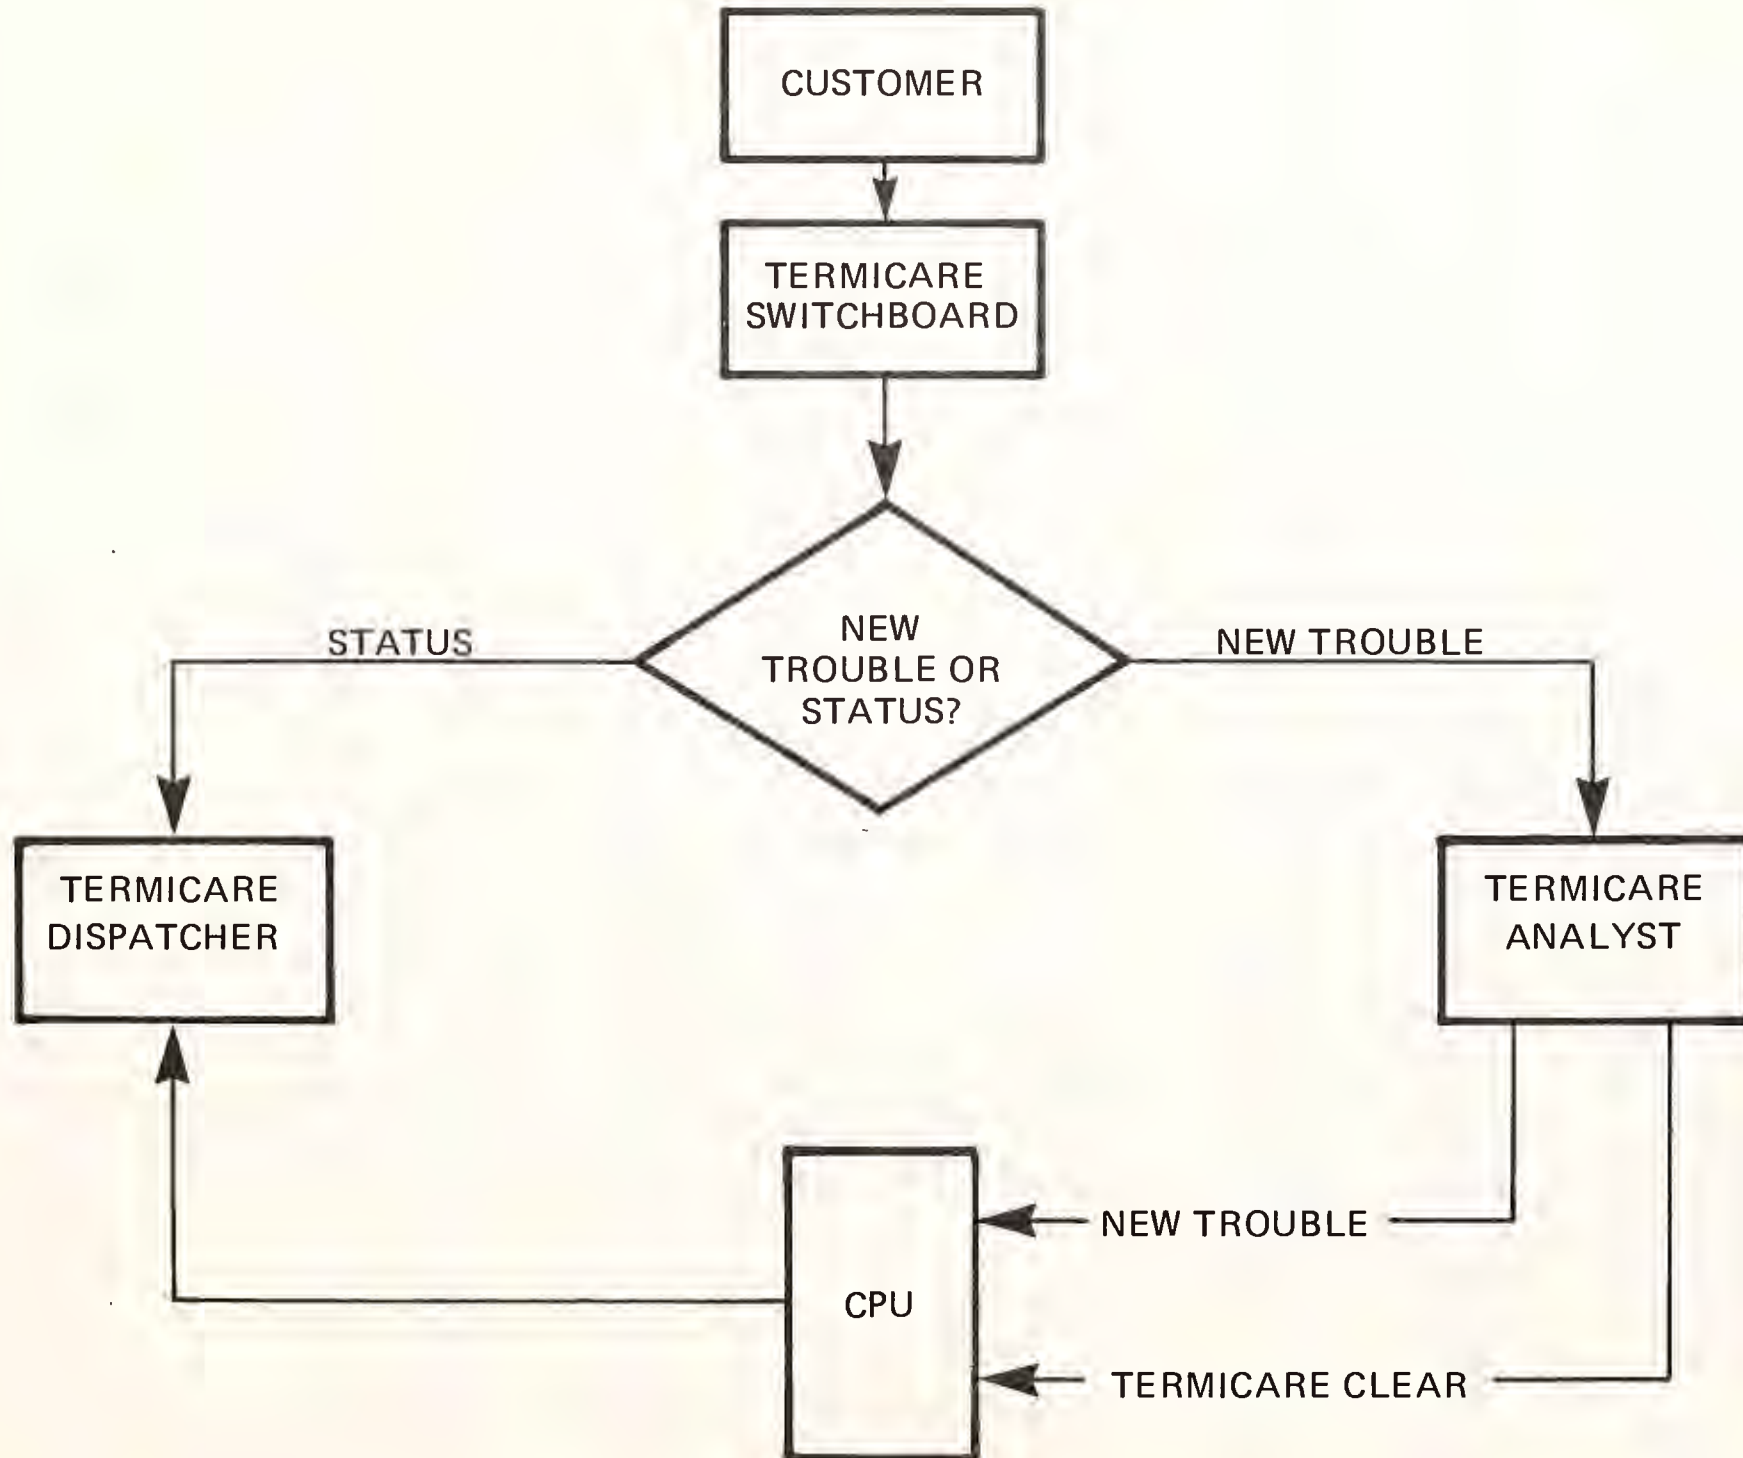 CUSTOMER
TERMICARE
SWITCHBOARD
NEW
TROUBLE OR
STATUS?
STATUS
NEW TROUBLE
TERMICARE
DISPATCHER
TERMICARE
ANALYST
NEW TROUBLE
CPU
TERMICARE CLEAR